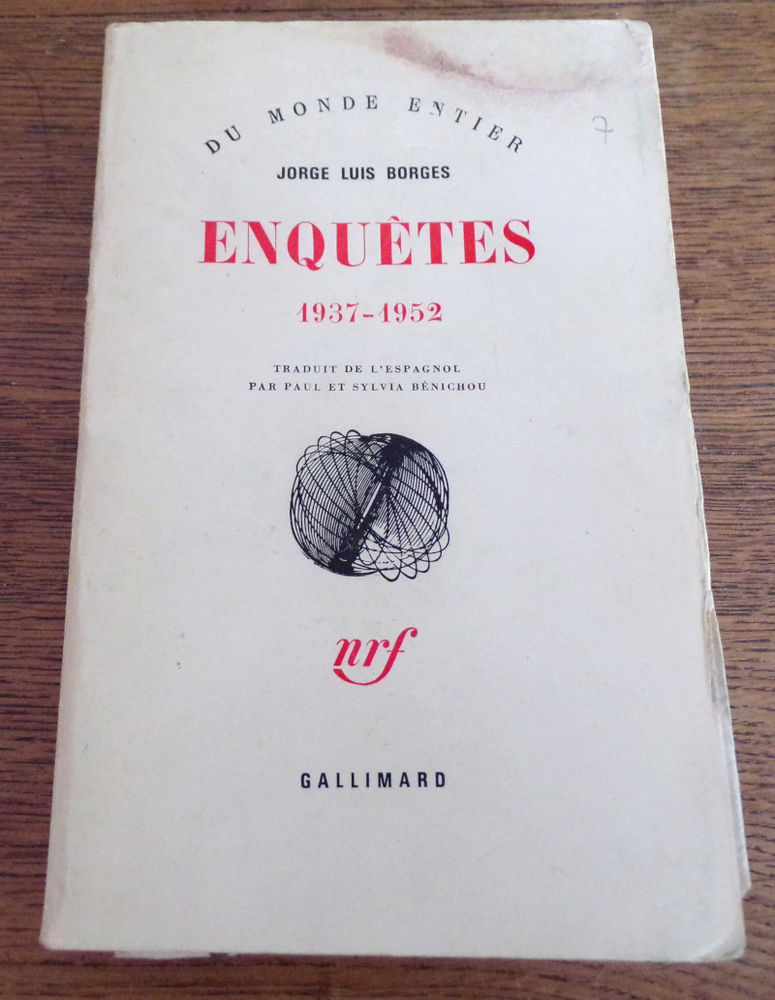 DU MONDE ENTIER
7
JORGE LUIS BORGES
ENQUÊTES
1937-1952
TRADUIT DE L'ESPAGNOL
PAR PAUL ET SYLVIA BÉNICHOU
nrf
GALLIMARD